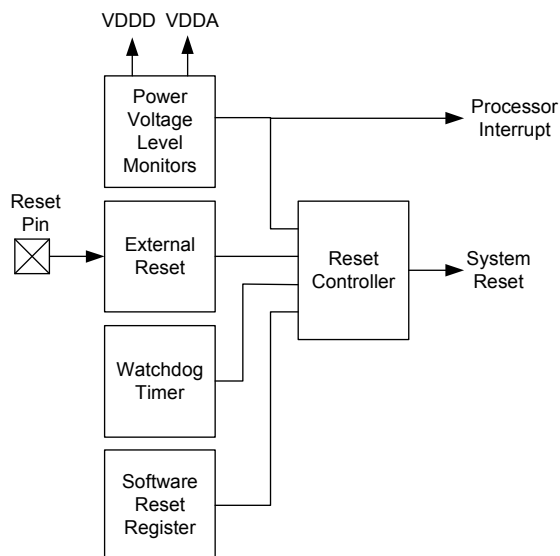 VDDD VDDA
Power
Voltage
Level
Monitors
Processor
Interrupt
Reset
Pin
External
Reset
Reset
Controller
System
Reset
Watchdog
Timer
Software
Reset
Register